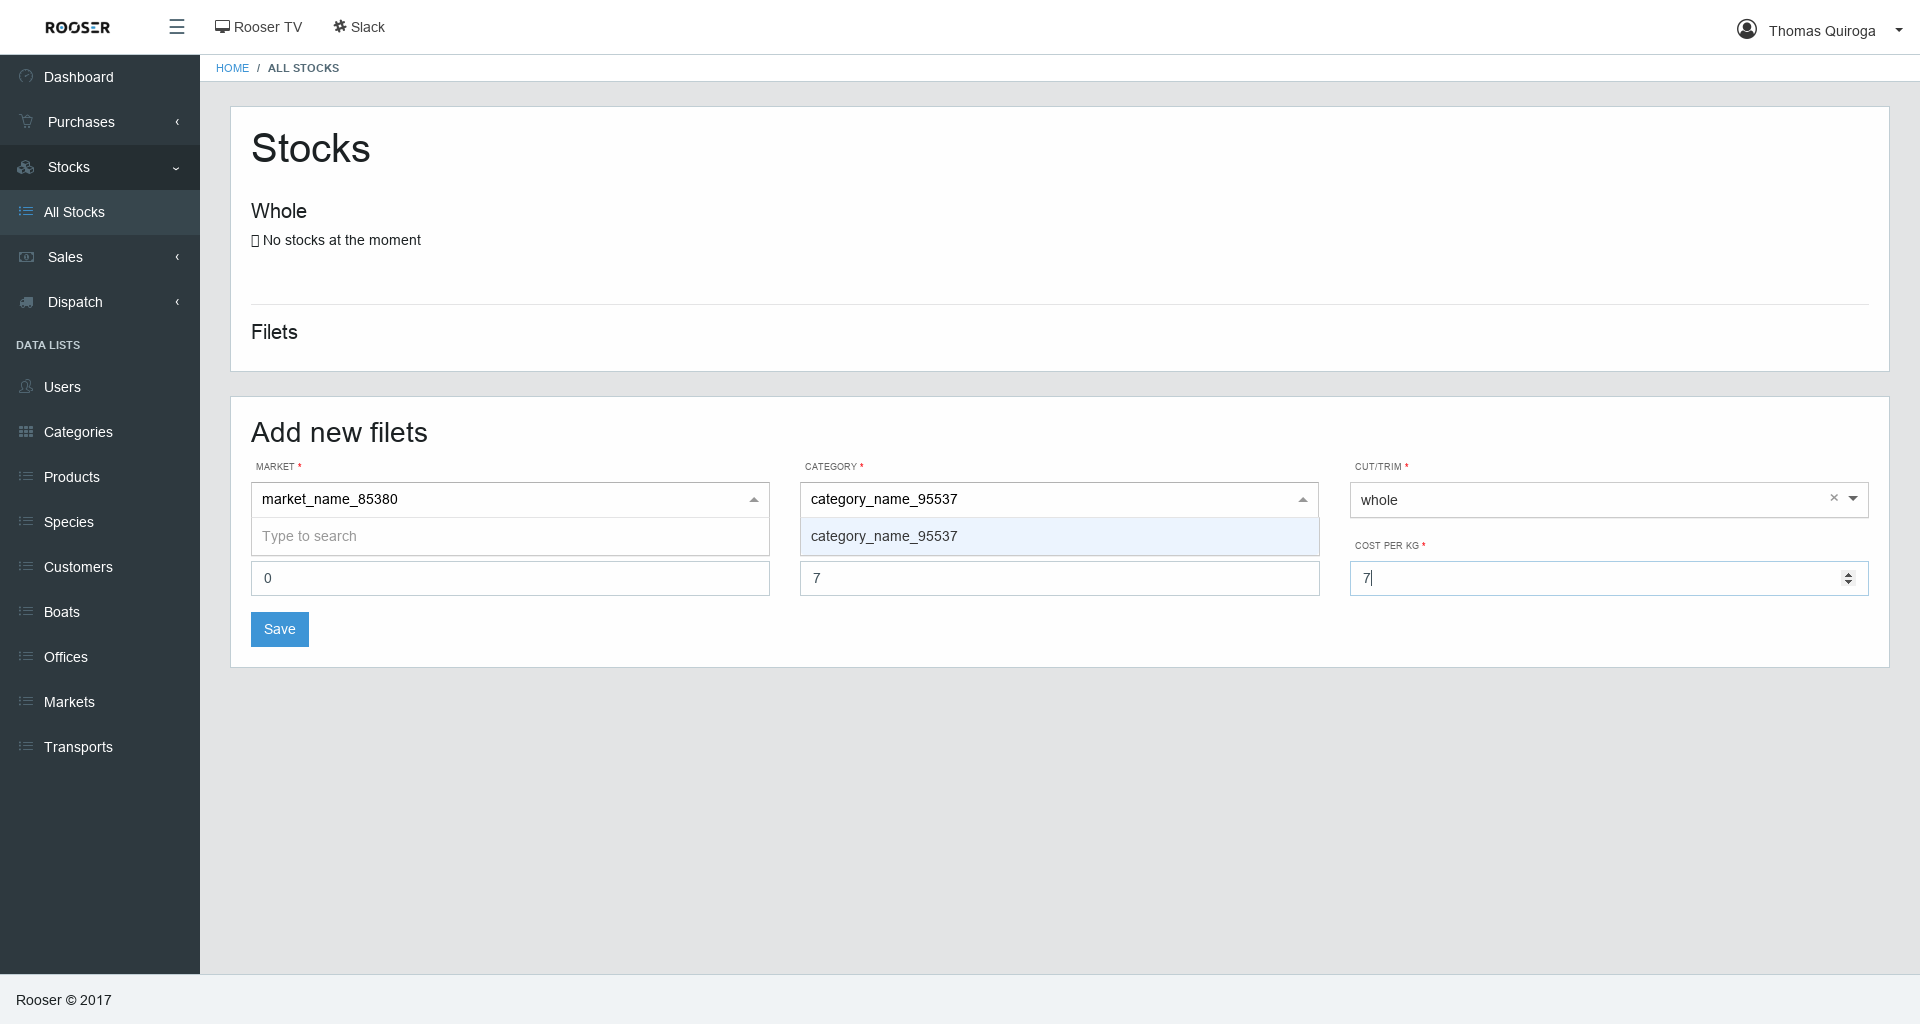 ROOSER
Rooser TV
Slack
Thomas Quiroga
HOME / ALL STOCKS
Dashboard
Purchases
Stocks
All Stocks
Sales
Dispatch
DATA LISTS
Users
Categories
Products
Species
Customers
Boats
Offices
Markets
Transports
Stocks
Whole
No stocks at the moment
Filets
Add new filets
MARKET *
CATEGORY *
CUT/TRIM *
market_name_85380
category_name_95537
whole
Type to search
category_name_95537
COST PER KG *
0
7
7
Save
Rooser © 2017